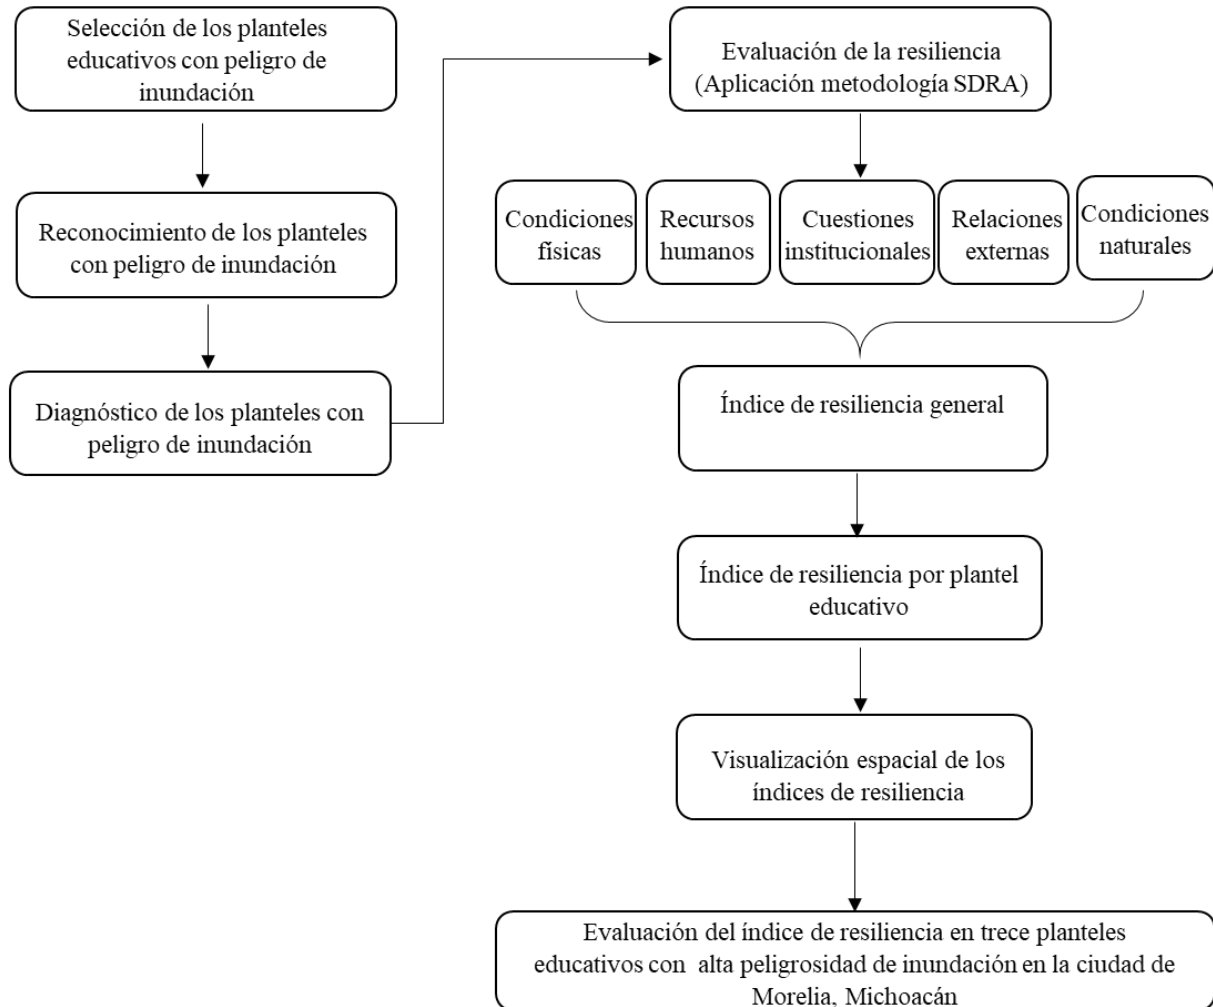 Selección de los planteles
educativos con peligro de
inundación
Reconocimiento de los planteles
con peligro de inundación
Diagnóstico de los planteles con
peligro de inundación
Evaluación de la resiliencia
(Aplicación metodología SDRA)
Condiciones
físicas
Recursos
humanos
Cuestiones
institucionales
Relaciones
externas
Condiciones
naturales
Índice de resiliencia general
Índice de resiliencia por plantel
educativo
Visualización espacial de los
índices de resiliencia
Evaluación del índice de resiliencia en trece planteles
educativos con alta peligrosidad de inundación en la ciudad de
Morelia, Michoacán